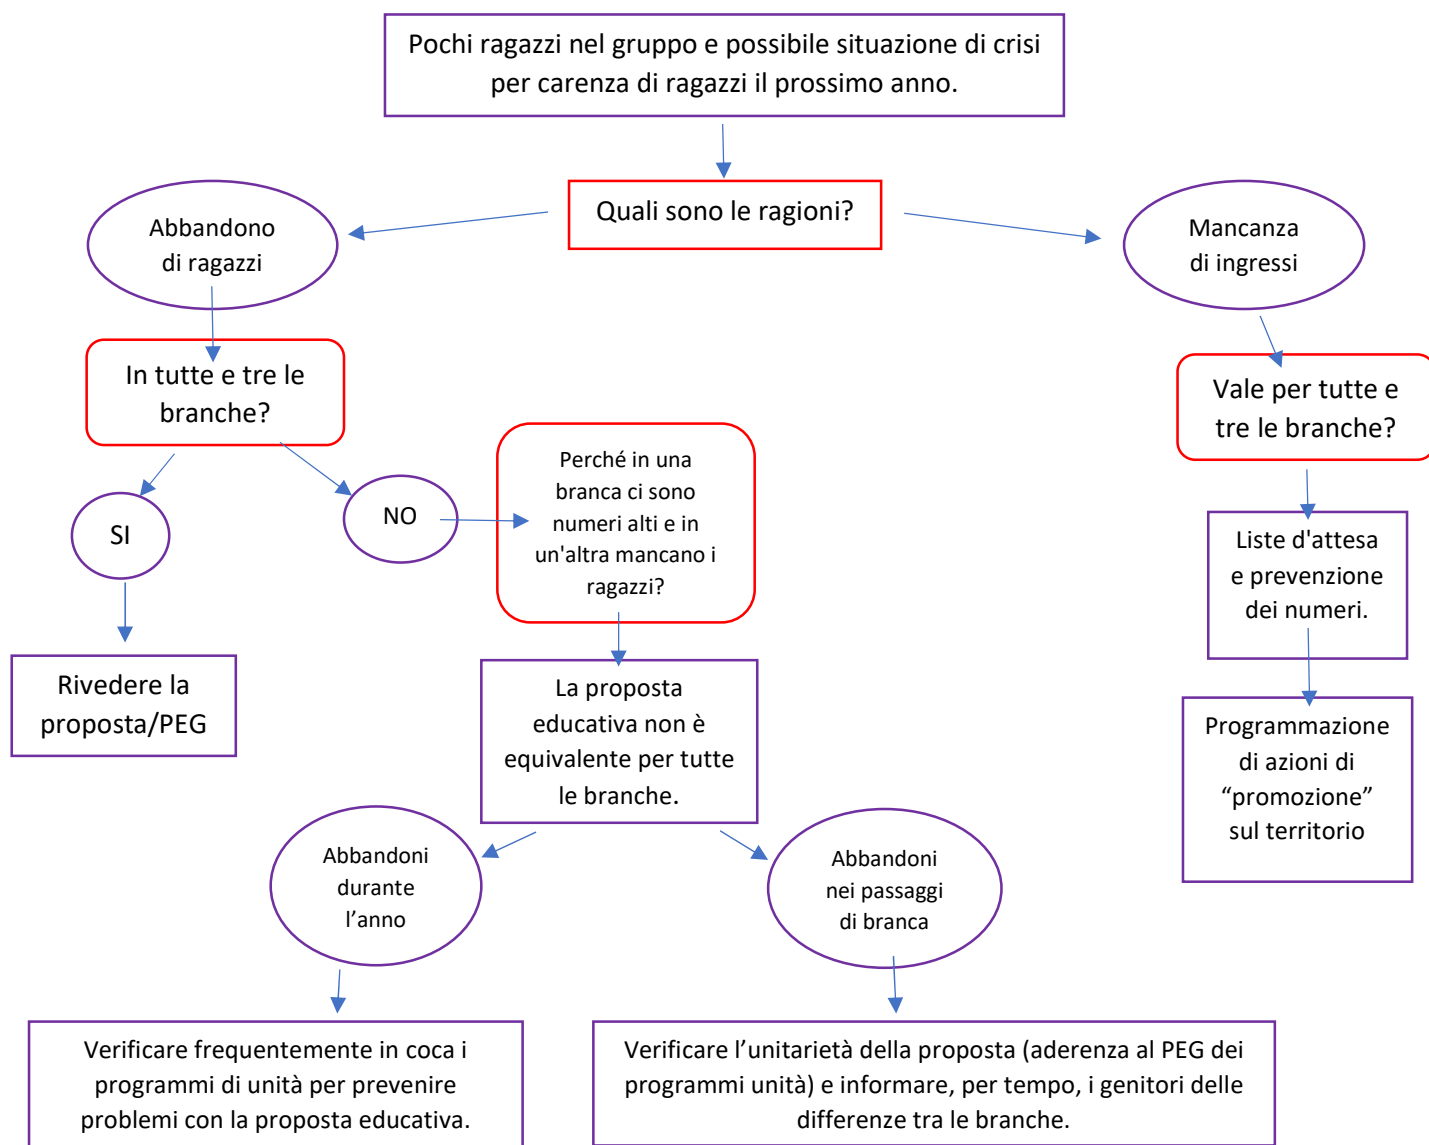 Pochi ragazzi nel gruppo e possibile situazione di crisi
per carenza di ragazzi il prossimo anno.
Quali sono le ragioni?
Abbandono
di ragazzi
Mancanza
di ingressi
In tutte e tre le
branche?
Vale per tutte e
tre le branche?
Perché in una
branca ci sono
numeri alti e in
un'altra mancano i
ragazzi?
SI
NO
Liste d'attesa
e prevenzione
dei numeri.
Rivedere la
proposta/PEG
La proposta
educativa non è
equivalente per tutte
le branche.
Programmazione
di azioni di
“promozione”
sul territorio
Abbandoni
durante
l’anno
Abbandoni
nei passaggi
di branca
Verificare frequentemente in coca i
programmi di unità per prevenire
problemi con la proposta educativa.
Verificare l’unitarietà della proposta (aderenza al PEG dei
programmi unità) e informare, per tempo, i genitori delle
differenze tra le branche.